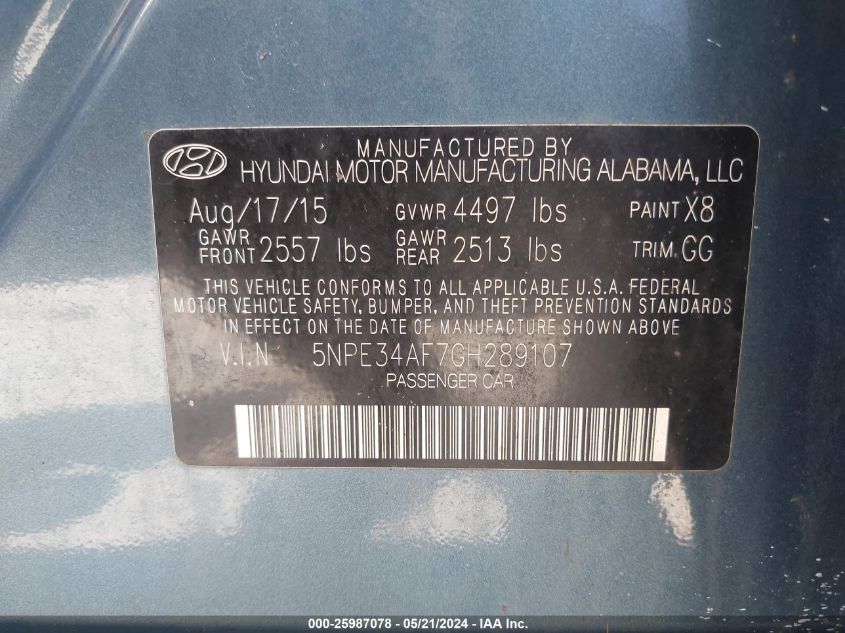 MANUFACTURED BY
HYUNDAI MOTOR MANUFACTURING ALABAMA, LLC
Aug/17/15 GVWR 4497 lbs PAINT X8
GAWR FRONT 2557 lbs GAWR REAR 2513 lbs TRIM GG
THIS VEHICLE CONFORMS TO ALL APPLICABLE U.S.A. FEDERAL
MOTOR VEHICLE SAFETY, BUMPER, AND THEFT PREVENTION STANDARDS
IN EFFECT ON THE DATE OF MANUFACTURE SHOWN ABOVE
V.I.N 5NPE34AF7GH289107
PASSENGER CAR
000-25987078 - 05/21/2024 - © IAA, Inc.